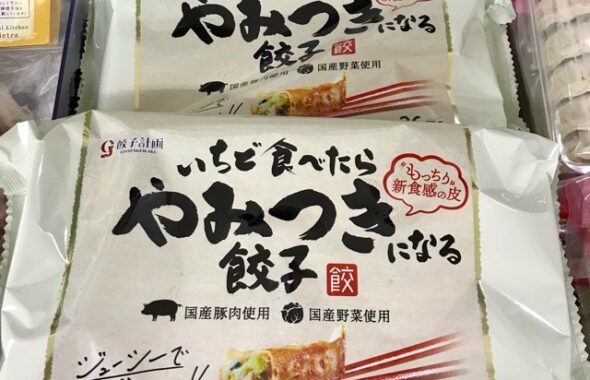 やみつきになる
餃子
餃
国産豚肉使用
国産野菜使用
餃子計画
GYOZAKEIKAKU
いちど食べたら
"もっちり"
新食感の皮
やみつきになる
餃子
餃
国産豚肉使用
国産野菜使用
ジューシーで